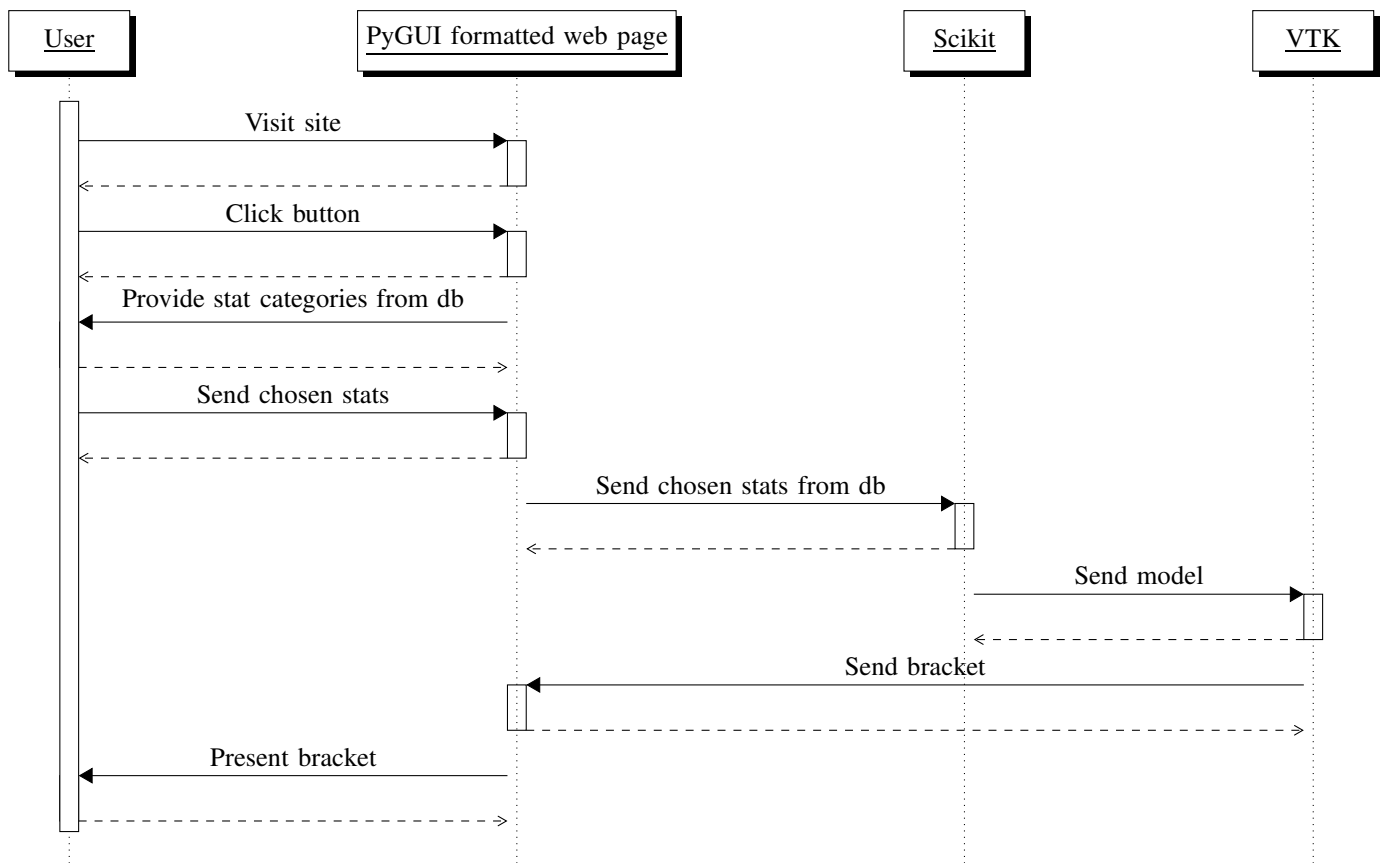 User
PyGUI formatted web page
Scikit
VTK
Visit site
Click button
Provide stat categories from db
Send chosen stats
Send chosen stats from db
Send model
Send bracket
Present bracket